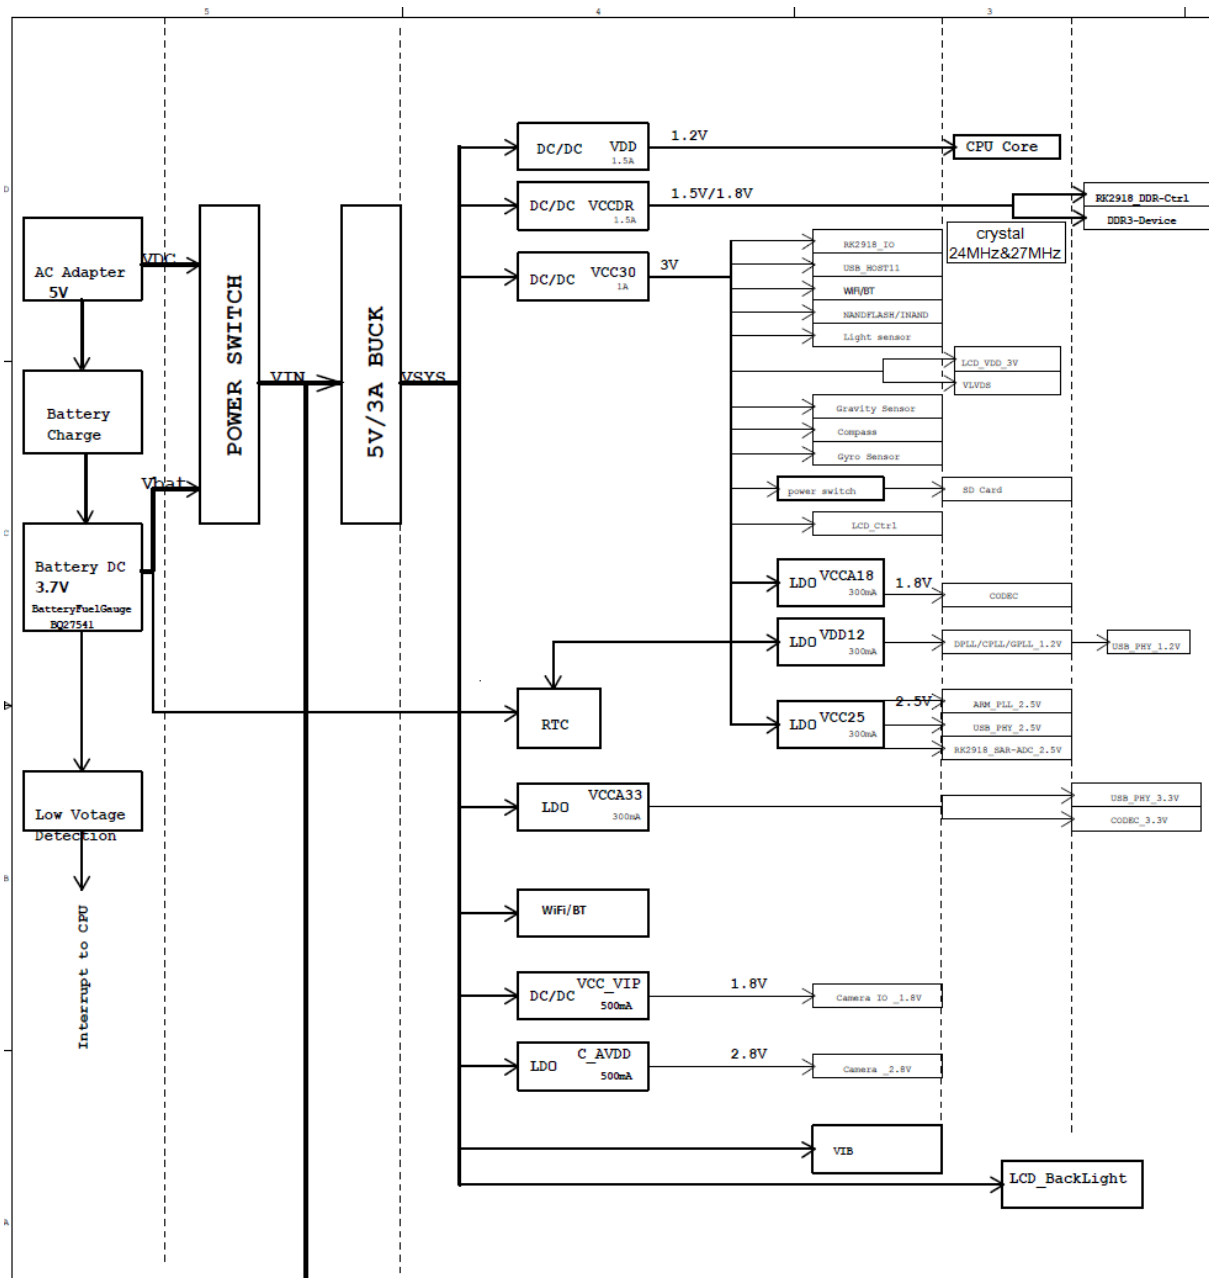 5
4
3
D
C
B
A
AC Adapter
5V
Battery
Charge
Battery DC
3.7V
BatteryFuelGauge
BQ27541
Low Votage
Detection
Interrupt to CPU
VDC
Vbat
POWER SWITCH
VIN
5V/3A BUCK
VSYS
DC/DC VDD
1.5A
1.2V
CPU Core
DC/DC VCCDR
1.5A
1.5V/1.8V
RK2918_DDR-Ctrl
DDR3-Device
crystal
24MHz&27MHz
DC/DC VCC30
1A
3V
RK2918_IO
USB_HOST11
WiFi/BT
NANDFLASH/INAND
Light sensor
LCD_VDD_3V
VLVDS
Gravity Sensor
Compass
Gyro Sensor
power switch
SD Card
LCD_Ctrl
LDO VCCA18
300mA
1.8V
CODEC
LDO VDD12
300mA
DPLL/CPLL/GPLL_1.2V
USB_PHY_1.2V
RTC
LDO VCC25
300mA
2.5V
ARM_PLL_2.5V
USB_PHY_2.5V
RK2918_SAR-ADC_2.5V
LDO VCCA33
300mA
USB_PHY_3.3V
CODEC_3.3V
WiFi/BT
DC/DC VCC_VIP
500mA
1.8V
Camera IO _1.8V
LDO C_AVDD
500mA
2.8V
Camera _2.8V
VIB
LCD_BackLight